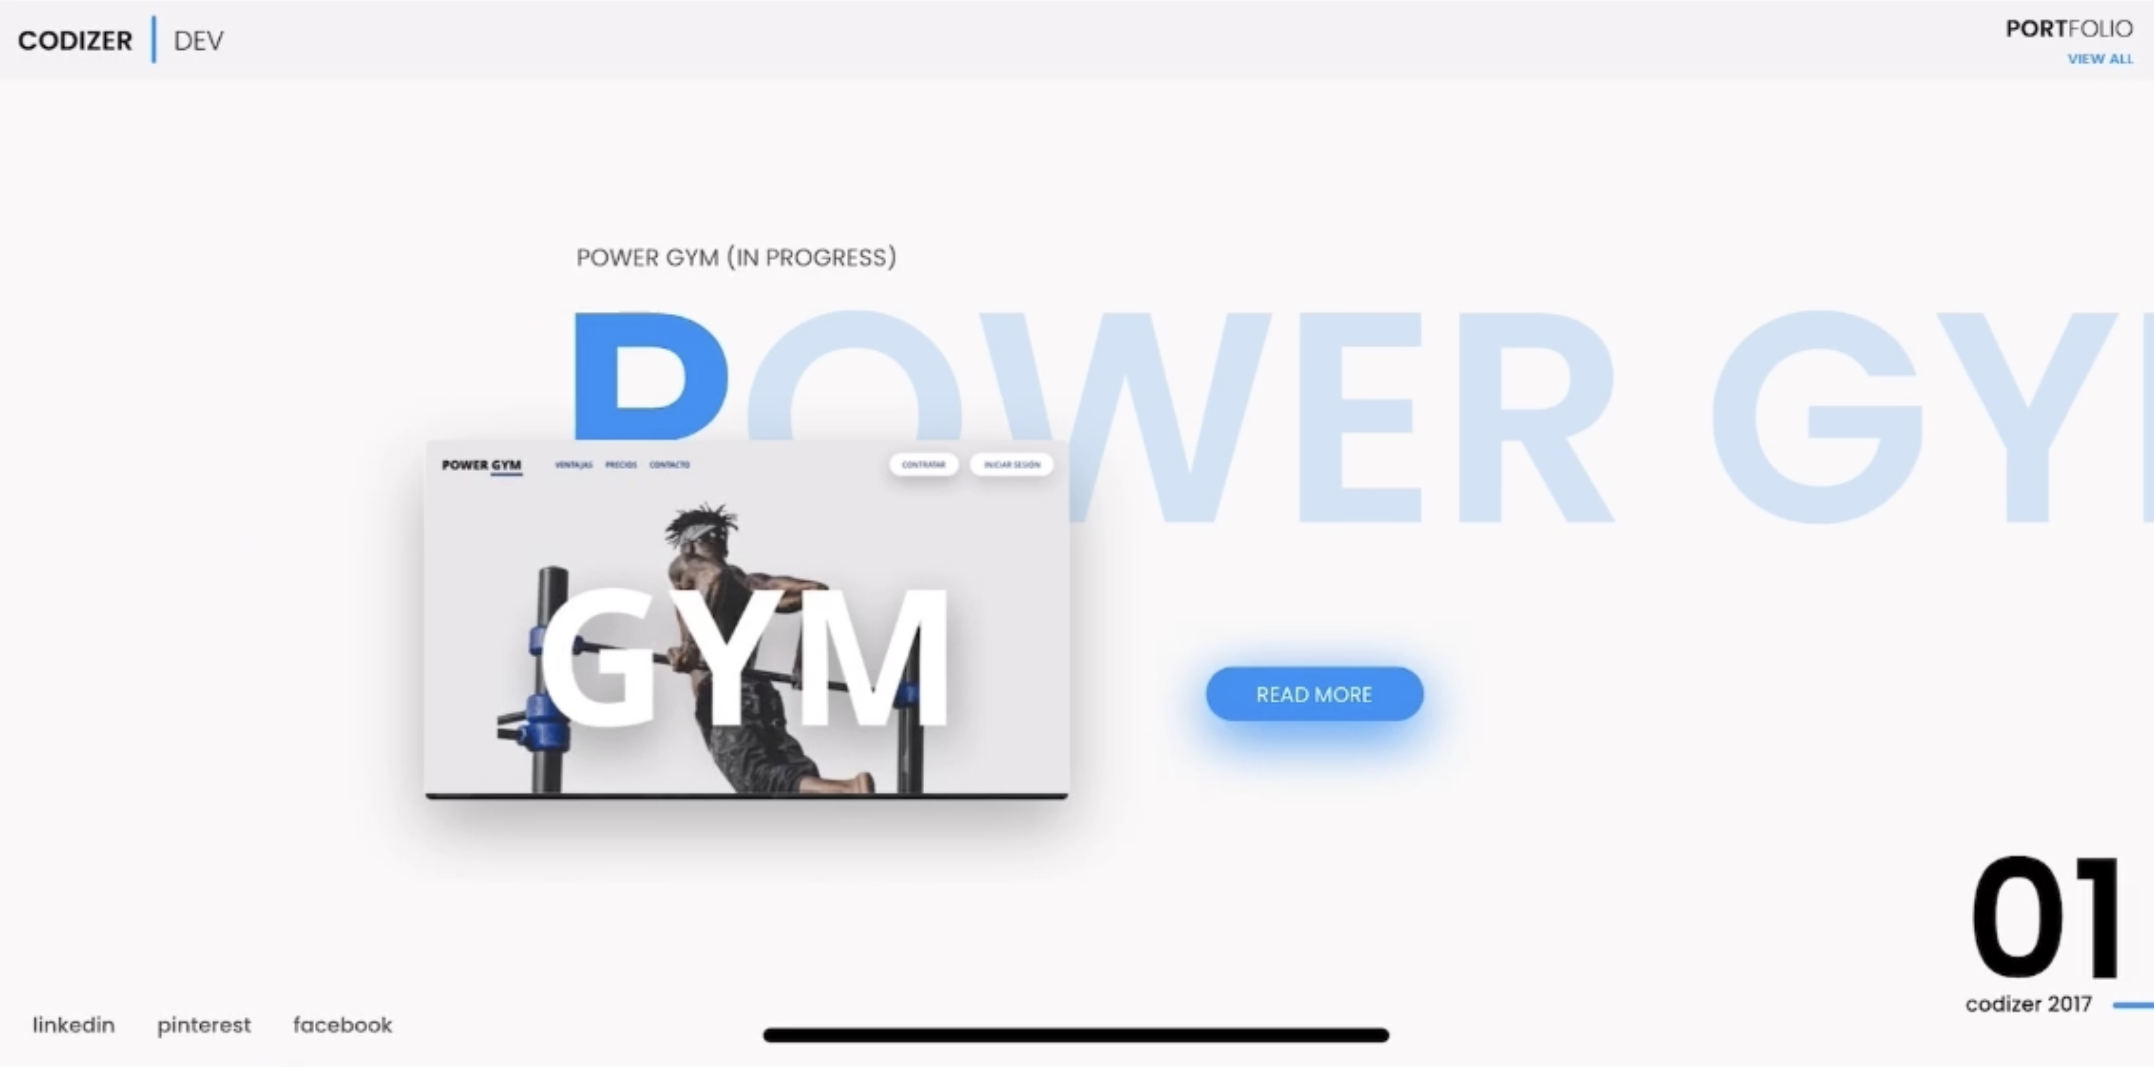 CODIZER | DEV
PORTFOLIO
VIEW ALL
POWER GYM (IN PROGRESS)
POWER GY
POWER GYM
VENTAJAS PRECIOS CONTACTO
CONTRATAR
INICIAR SESIÓN
GYM
READ MORE
01
codizer 2017
linkedin pinterest facebook